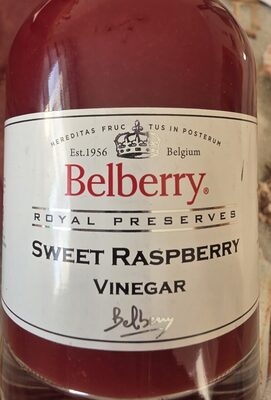 HEREDITAS FRUCTUS IN POSTERUM
Est.1956 Belgium
Belberry®
ROYAL PRESERVES
SWEET RASPBERRY
VINEGAR
Belberry